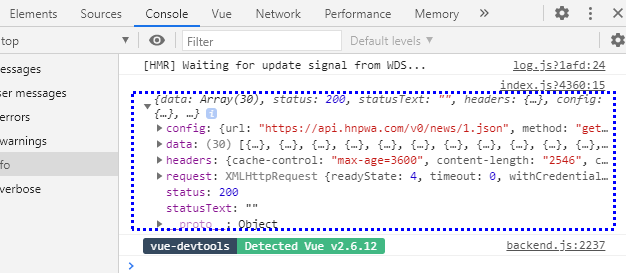 Elements Sources Console Vue Network Performance Memory »
top Filter Default levels ▾
messages
[HMR] Waiting for update signal from WDS... log.js?1afd:24
index.js?4360:15
user messages
{data: Array(30), status: 200, statusText: "", headers: {…}, config:
{…}, …} i
errors
config: {url: "https://api.hnpwa.com/v0/news/1.json", method: "get…
warnings
data: (30) [{…}, {…}, {…}, {…}, {…}, {…}, {…}, {…}, {…}, {…},…
fo
headers: {cache-control: "max-age=3600", content-length: "2546", c…
verbose
request: XMLHttpRequest {readyState: 4, timeout: 0, withCredential…
status: 200
statusText: ""
__proto__: Object
vue-devtools Detected Vue v2.6.12 backend.js:2237